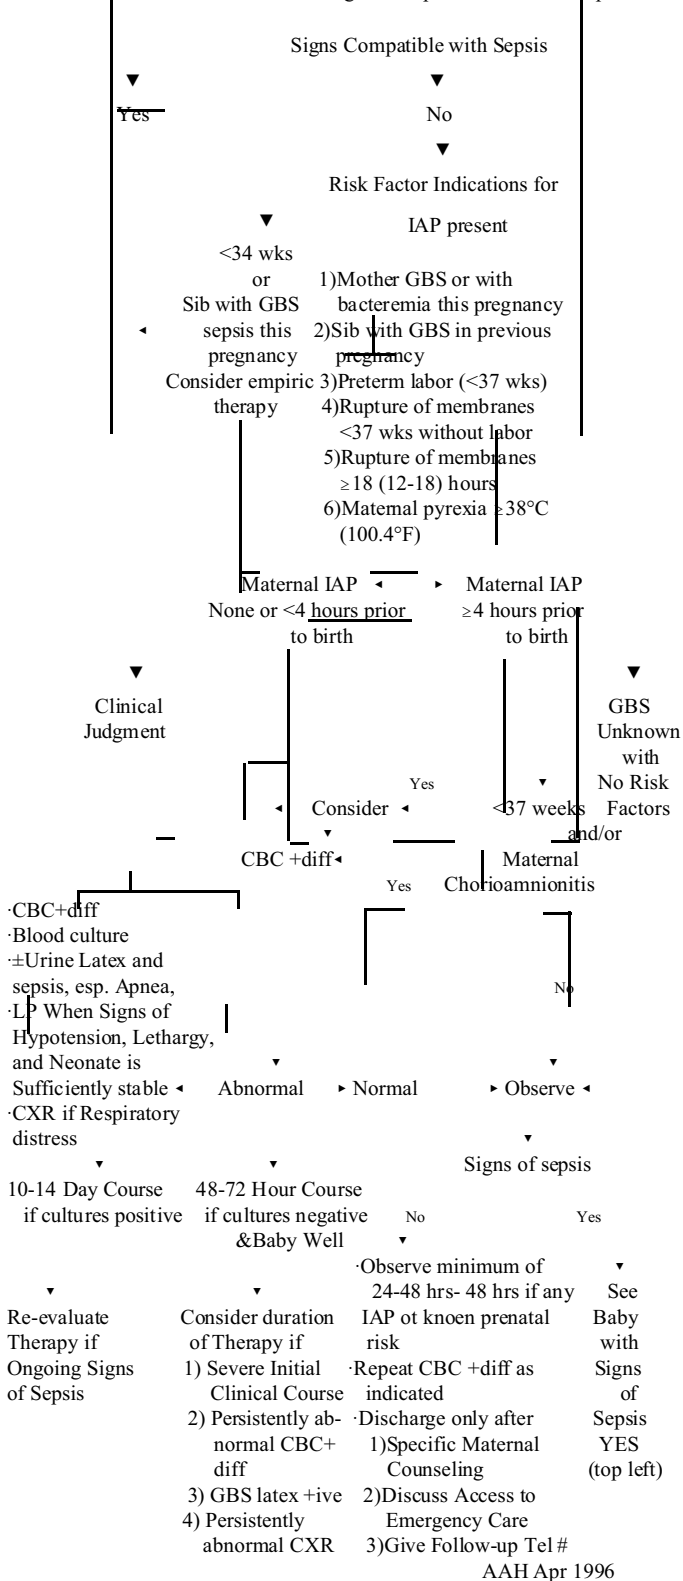 Signs Compatible with Sepsis
Yes
No
Risk Factor Indications for
IAP present
<34 wks
or
Sib with GBS
sepsis this
pregnancy
Consider empiric
therapy
1)Mother GBS or with
bacteremia this pregnancy
2)Sib with GBS in previous
pregnancy
3)Preterm labor (<37 wks)
4)Rupture of membranes
<37 wks without labor
5)Rupture of membranes
≥18 (12-18) hours
6)Maternal pyrexia ≥38°C
(100.4°F)
Maternal IAP
None or <4 hours prior
to birth
Maternal IAP
≥4 hours prior
to birth
Clinical
Judgment
GBS
Unknown
with
No Risk
Factors
Yes
Consider
<37 weeks
and/or
CBC +diff
Maternal
Chorioamnionitis
Yes
·CBC+diff
·Blood culture
·±Urine Latex and
sepsis, esp. Apnea,
·LP When Signs of
Hypotension, Lethargy,
and Neonate is
Sufficiently stable
·CXR if Respiratory
distress
No
Abnormal
Normal
Observe
Signs of sepsis
10-14 Day Course
if cultures positive
48-72 Hour Course
if cultures negative
&Baby Well
No
Yes
Re-evaluate
Therapy if
Ongoing Signs
of Sepsis
Consider duration
of Therapy if
1) Severe Initial
Clinical Course
2) Persistently ab-
normal CBC+
diff
3) GBS latex +ive
4) Persistently
abnormal CXR
·Observe minimum of
24-48 hrs- 48 hrs if any
IAP ot knoen prenatal
risk
·Repeat CBC +diff as
indicated
·Discharge only after
1)Specific Maternal
Counseling
2)Discuss Access to
Emergency Care
3)Give Follow-up Tel #
See
Baby
with
Signs
of
Sepsis
YES
(top left)
AAH Apr 1996